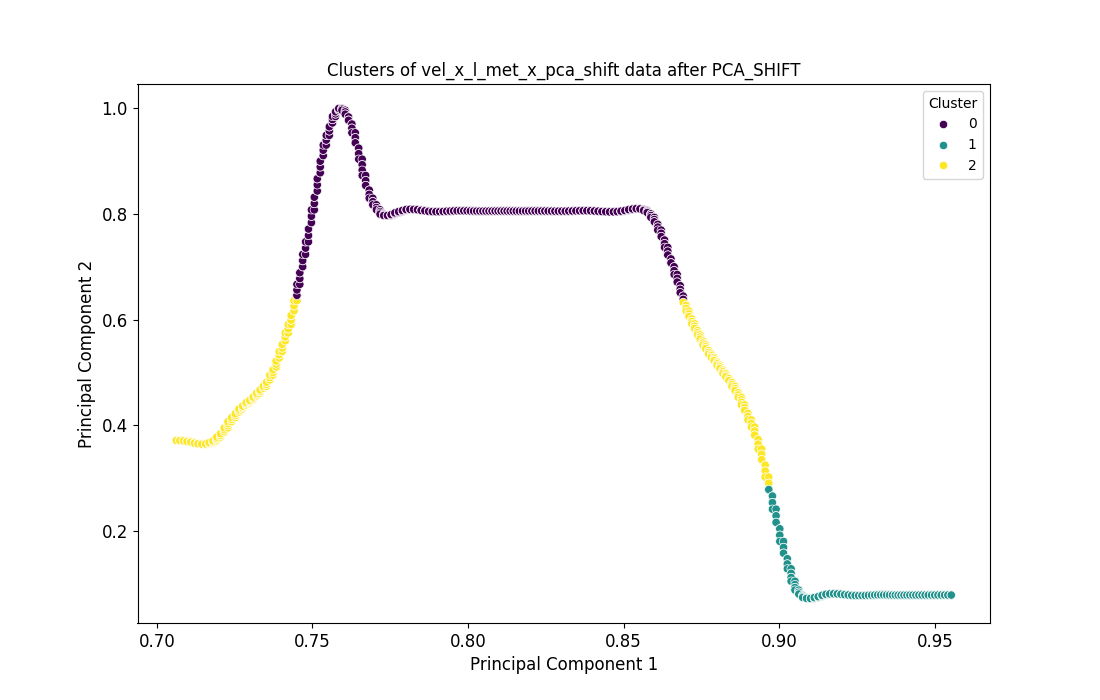 Clusters of vel_x_l_met_x_pca_shift data after PCA_SHIFT
Cluster
0
1
2
1.0
0.8
0.6
0.4
0.2
Principal Component 2
0.70 0.75 0.80 0.85 0.90 0.95
Principal Component 1